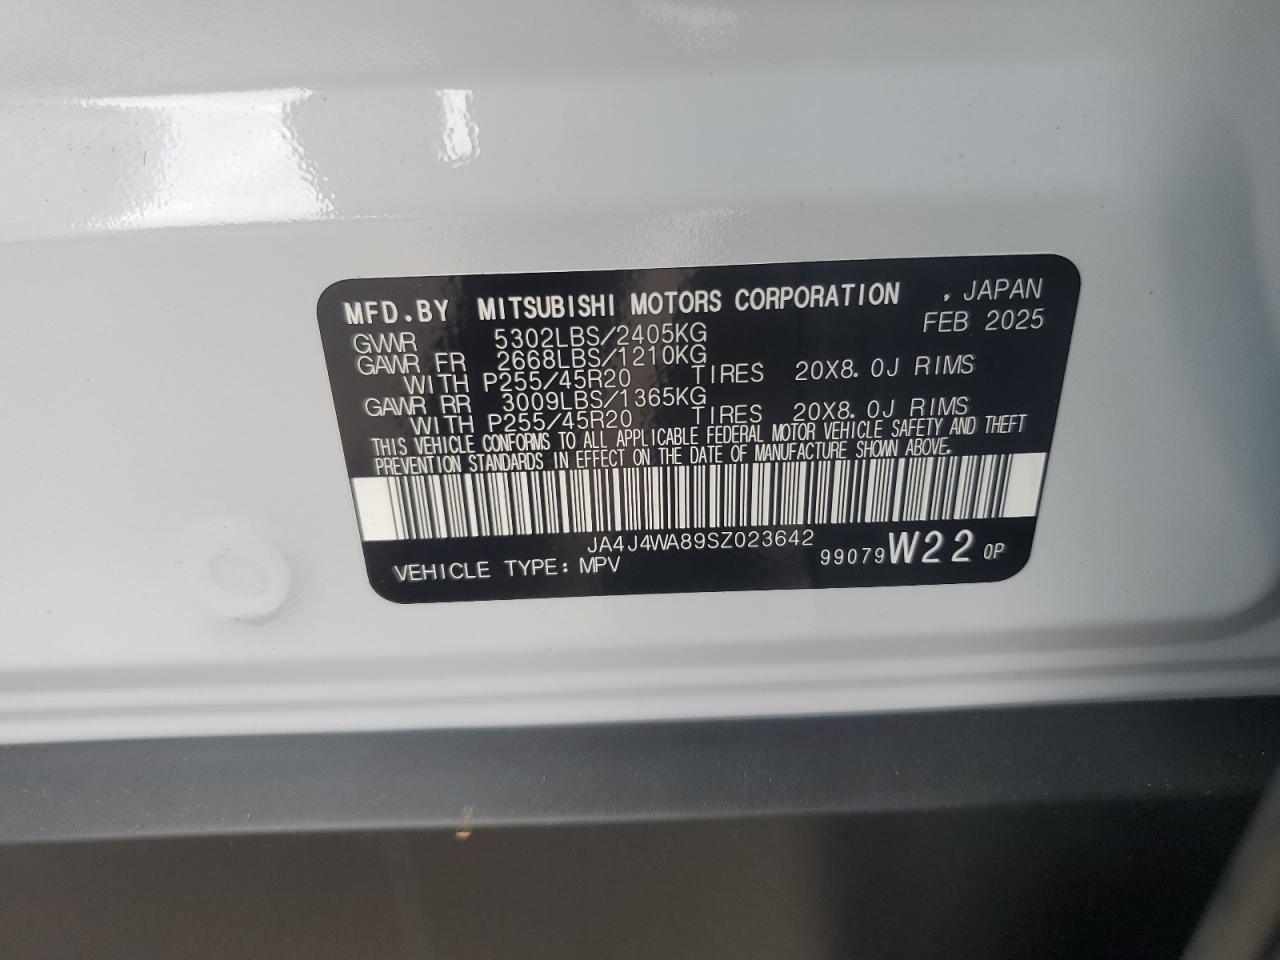 MFD.BY MITSUBISHI MOTORS CORPORATION , JAPAN
FEB 2025
GVWR 5302LBS/2405KG
GAWR FR 2668LBS/1210KG
WITH P255/45R20 TIRES 20X8.0J RIMS
GAWR RR 3009LBS/1365KG
WITH P255/45R20 TIRES 20X8.0J RIMS
THIS VEHICLE CONFORMS TO ALL APPLICABLE FEDERAL MOTOR VEHICLE SAFETY AND THEFT
PREVENTION STANDARDS IN EFFECT ON THE DATE OF MANUFACTURE SHOWN ABOVE.
JA4J4WA89SZ023642
VEHICLE TYPE: MPV 99079 W22 0P